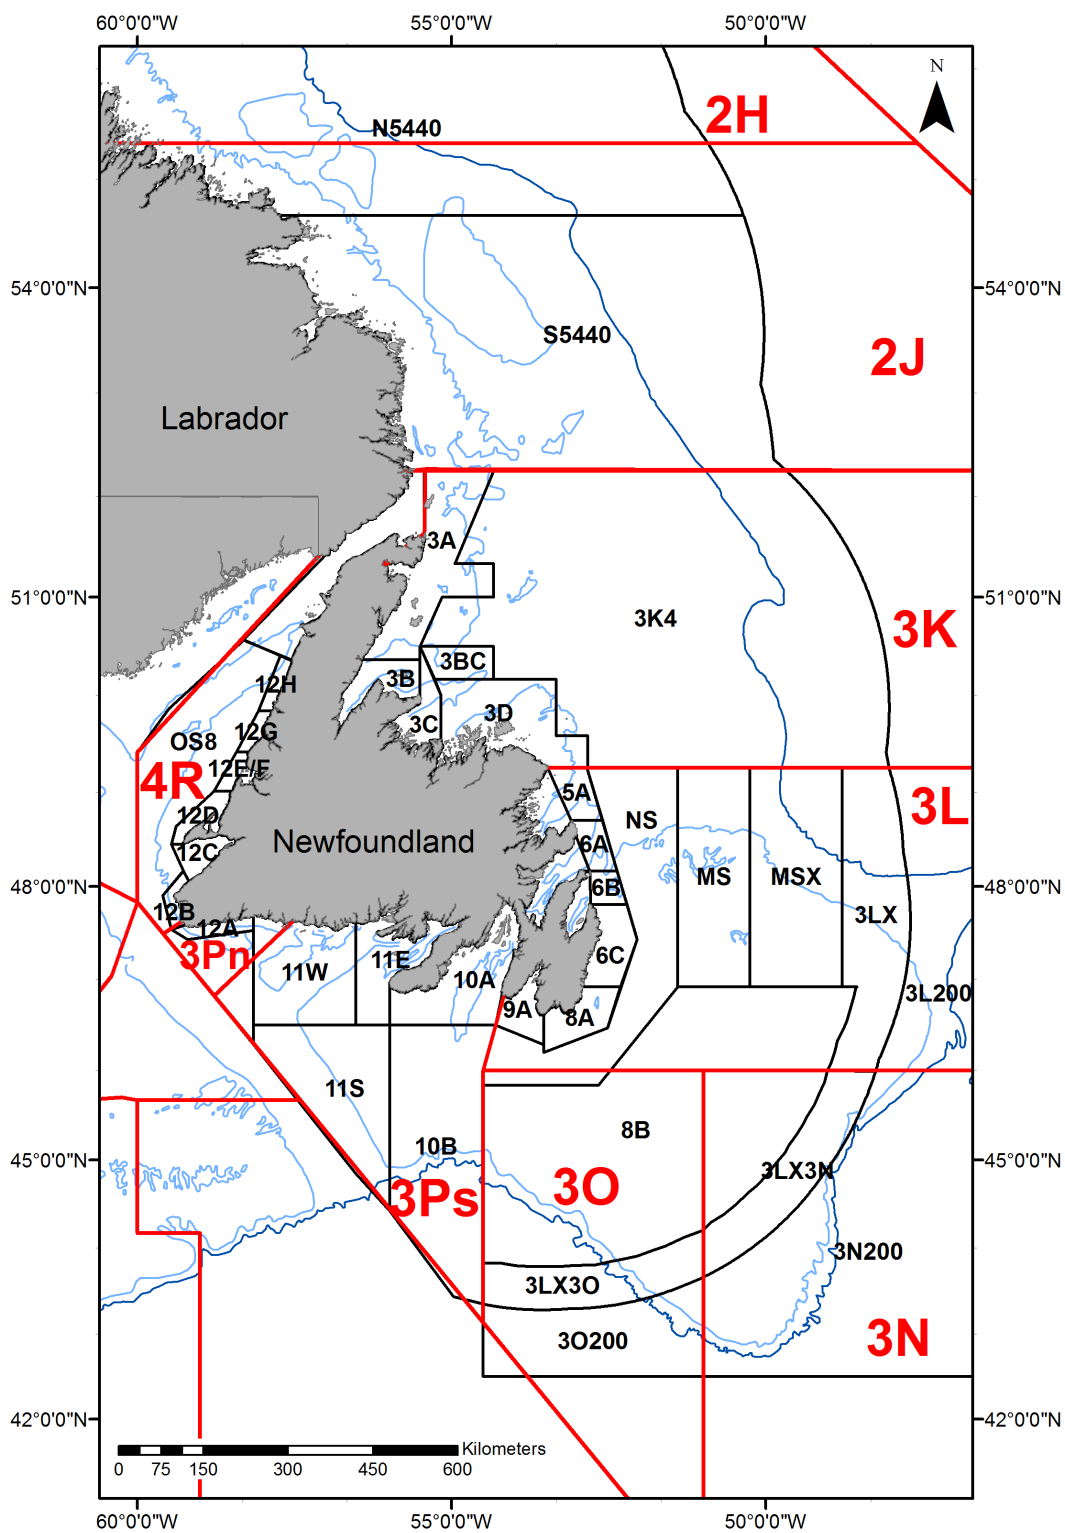 60°0'0"W 55°0'0"W 50°0'0"W
N
2H
N5440
54°0'0"N 54°0'0"N
S5440
2J
Labrador
3A
51°0'0"N 51°0'0"N
3K4
3K
3BC
3B
12H
3C
3D
12G
OS8
12E/F
4R
5A
3L
12D
NS
Newfoundland
6A
12C
MS
MSX
48°0'0"N 48°0'0"N
6B
12B
3LX
12A
3Pn
6C
11E
11W
10A
3L200
9A
8A
11S
8B
10B
45°0'0"N 45°0'0"N
3LX3N
3O
3Ps
3N200
3LX3O
3O200
3N
42°0'0"N 42°0'0"N
Kilometers
0 75 150 300 450 600
60°0'0"W 55°0'0"W 50°0'0"W